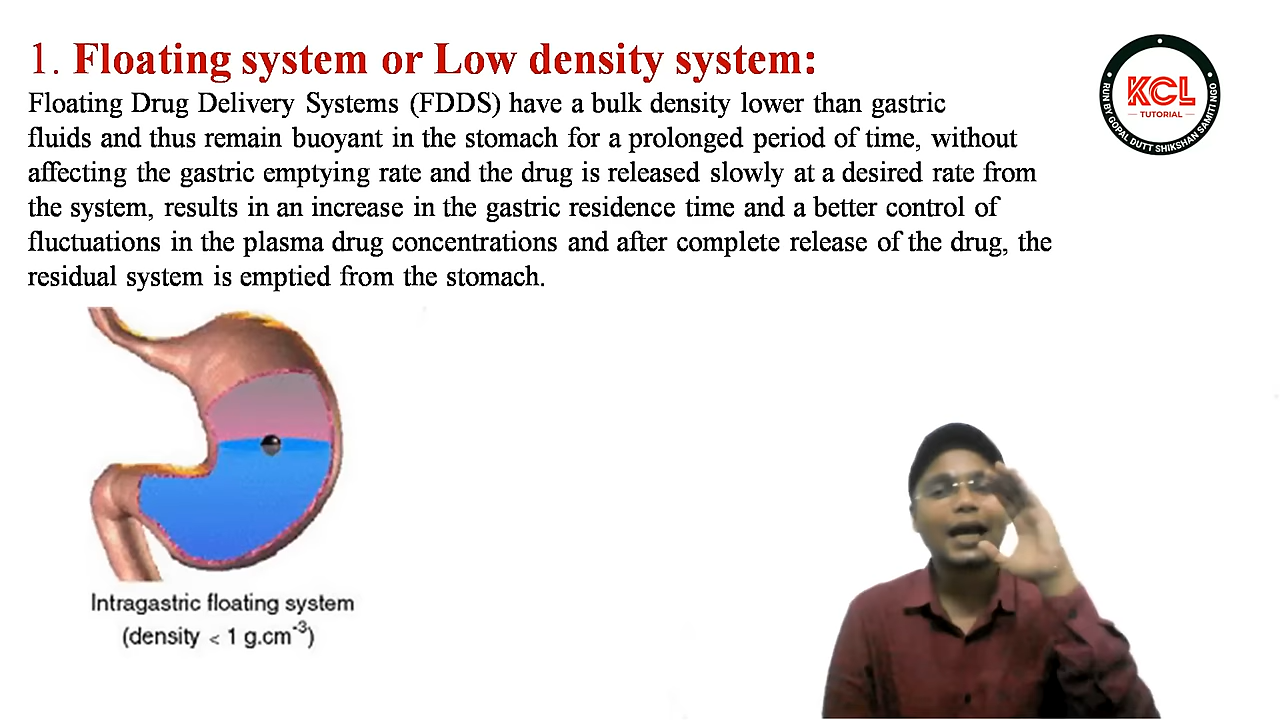 1. Floating system or Low density system:
Floating Drug Delivery Systems (FDDS) have a bulk density lower than gastric
fluids and thus remain buoyant in the stomach for a prolonged period of time, without
affecting the gastric emptying rate and the drug is released slowly at a desired rate from
the system, results in an increase in the gastric residence time and a better control of
fluctuations in the plasma drug concentrations and after complete release of the drug, the
residual system is emptied from the stomach.
KCL
TUTORIAL
RUN BY GOPAL DUTT SHIKSHAN SAMITI NGO
Intragastric floating system
(density < 1 g.cm⁻³)